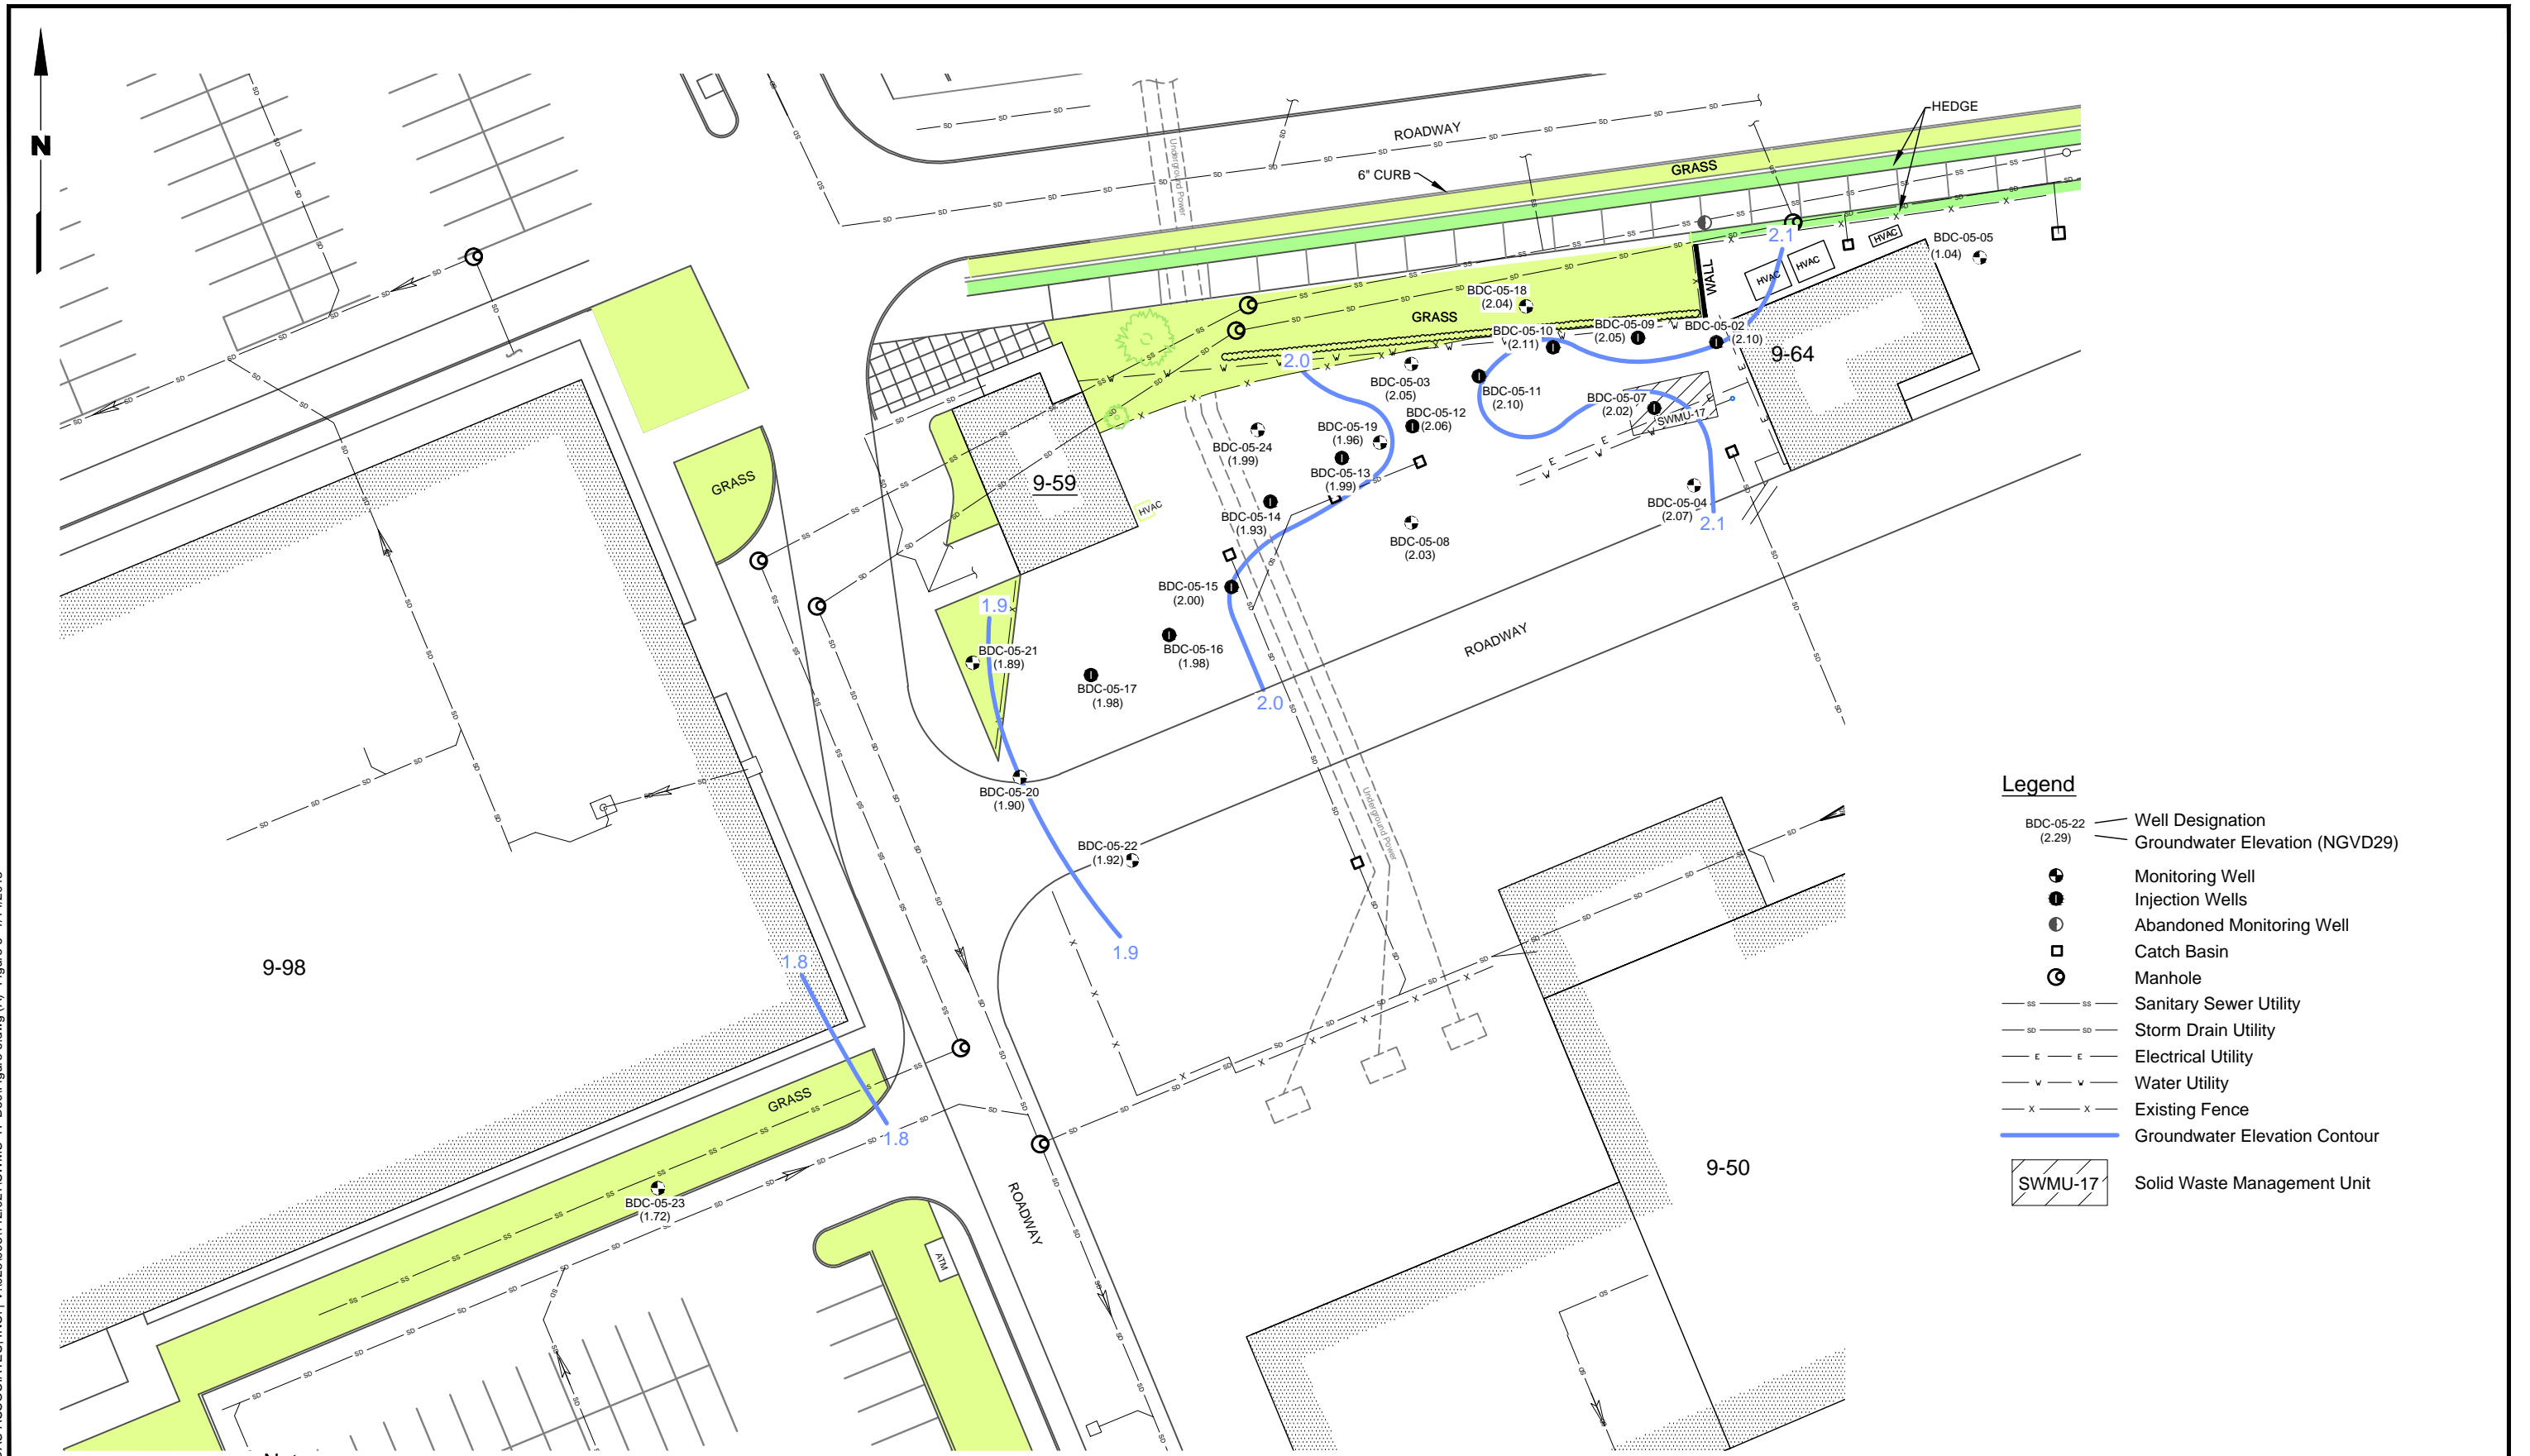 N
HEDGE
ROADWAY
GRASS
6" CURB
Underground Power
2.1
HVAC
HVAC
HVAC
BDC-05-05
(1.04)
WALL
BDC-05-18
(2.04)
GRASS
BDC-05-10
(2.11)
BDC-05-09
(2.05)
BDC-05-02
(2.10)
9-64
2.0
BDC-05-03
(2.05)
BDC-05-11
(2.10)
BDC-05-07
(2.02)
SWMU-17
BDC-05-12
(2.06)
BDC-05-19
(1.96)
BDC-05-24
(1.99)
BDC-05-13
(1.99)
GRASS
9-59
HVAC
BDC-05-14
(1.93)
BDC-05-04
(2.07)
2.1
BDC-05-08
(2.03)
BDC-05-15
(2.00)
1.9
BDC-05-21
(1.89)
BDC-05-16
(1.98)
ROADWAY
BDC-05-17
(1.98)
2.0
BDC-05-20
(1.90)
Underground Power
BDC-05-22
(1.92)
1.9
9-98
1.8
GRASS
1.8
9-50
BDC-05-23
(1.72)
ROADWAY
ATM
Legend
BDC-05-22
(2.29)
Well Designation
Groundwater Elevation (NGVD29)
Monitoring Well
Injection Wells
Abandoned Monitoring Well
Catch Basin
Manhole
SS SS Sanitary Sewer Utility
SD SD Storm Drain Utility
E E Electrical Utility
W W Water Utility
X X Existing Fence
Groundwater Elevation Contour
SWMU-17 Solid Waste Management Unit